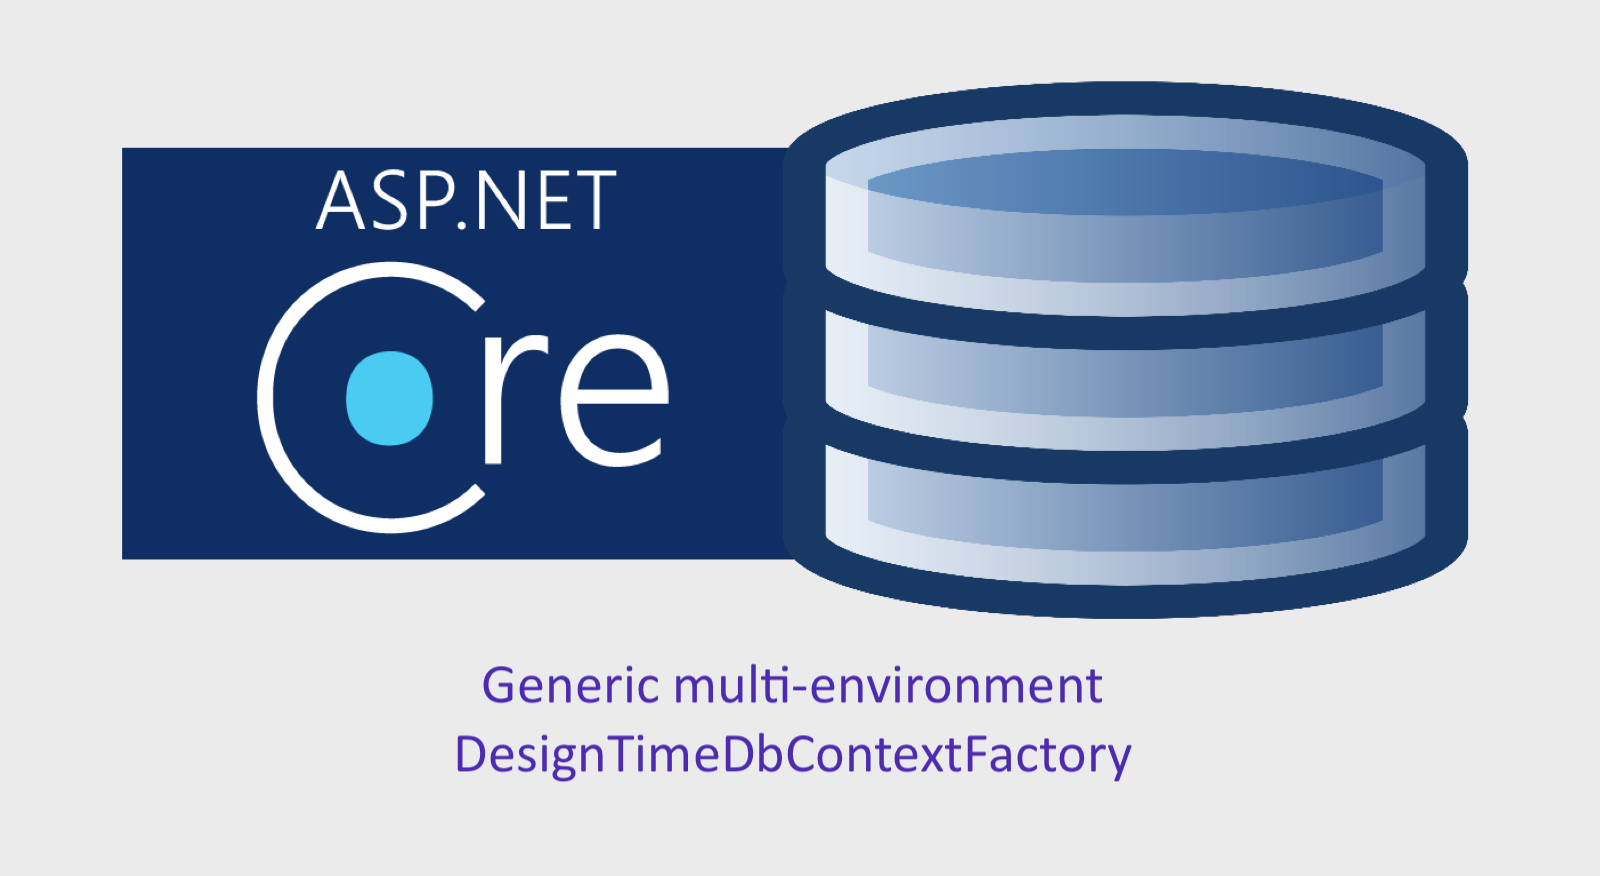 ASP.NET
Core
Generic multi-environment
DesignTimeDbContextFactory